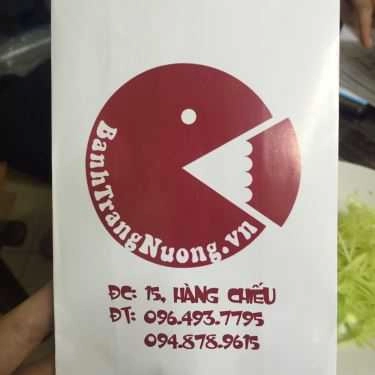 BanhTrangNuong.vn
ĐC: 15, HÀNG CHIẾU
ĐT: 096.493.7795
094.878.9615